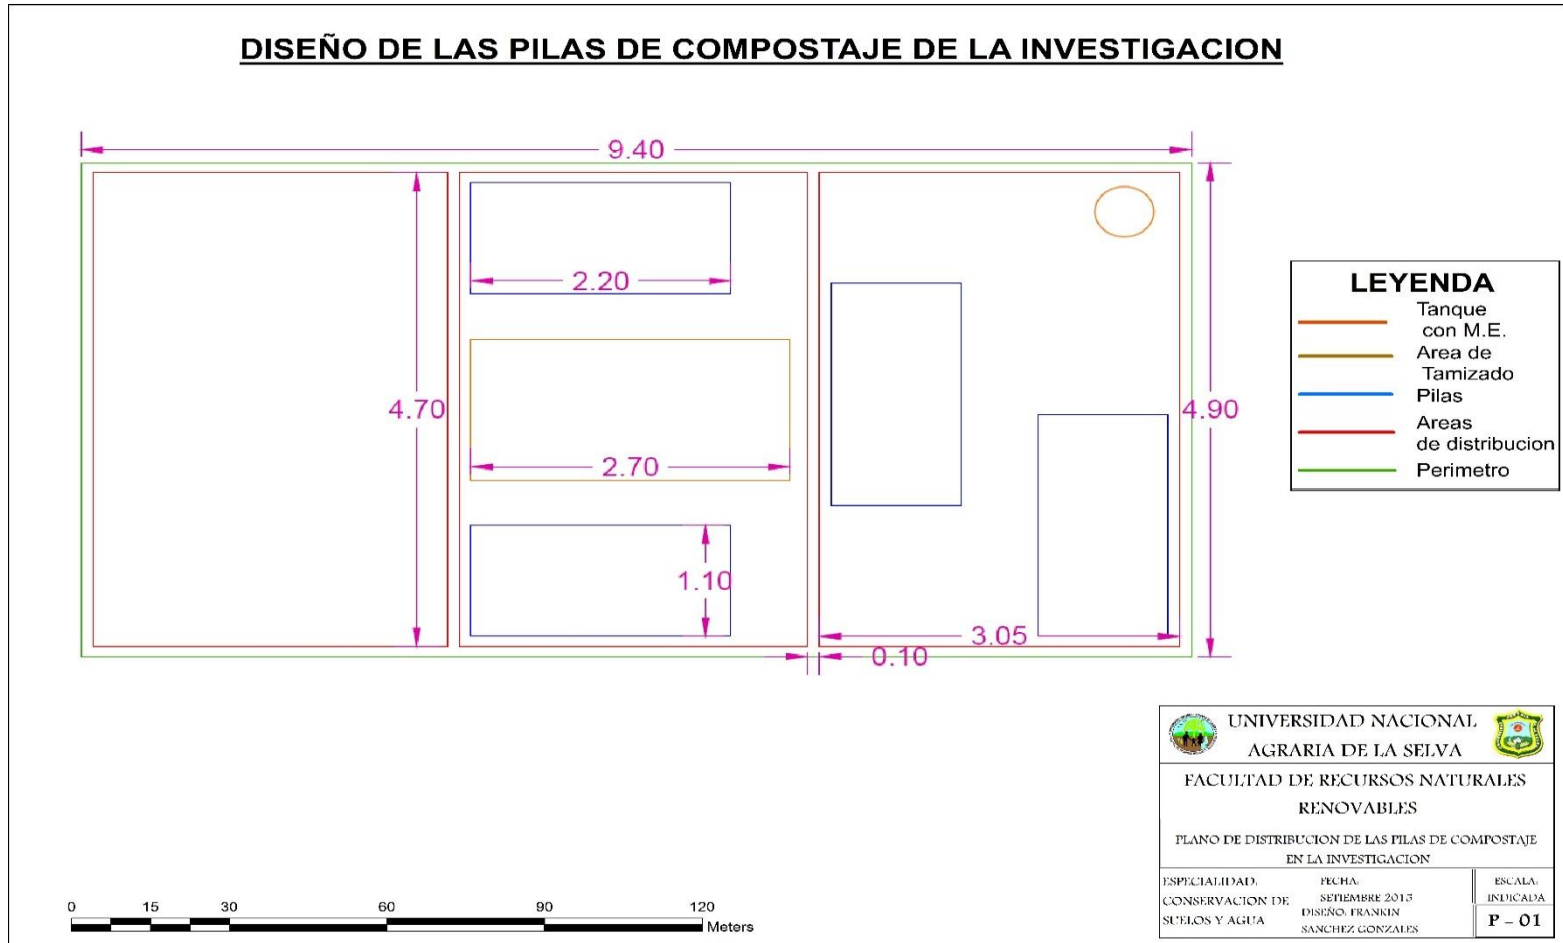 DISEÑO DE LAS PILAS DE COMPOSTAJE DE LA INVESTIGACION
9.40
2.20
4.70
2.70
1.10
4.90
3.05
0.10
LEYENDA
Tanque
con M.E.
Area de
Tamizado
Pilas
Areas
de distribucion
Perimetro
UNIVERSIDAD NACIONAL
AGRARIA DE LA SELVA
FACULTAD DE RECURSOS NATURALES
RENOVABLES
PLANO DE DISTRIBUCION DE LAS PILAS DE COMPOSTAJE
EN LA INVESTIGACION
ESPECIALIDAD:
CONSERVACION DE
SUELOS Y AGUA
FECHA:
SETIEMBRE 2013
DISEÑO: FRANKIN
SANCHEZ GONZALES
ESCALA:
INDICADA
P - 01
0 15 30 60 90 120
Meters